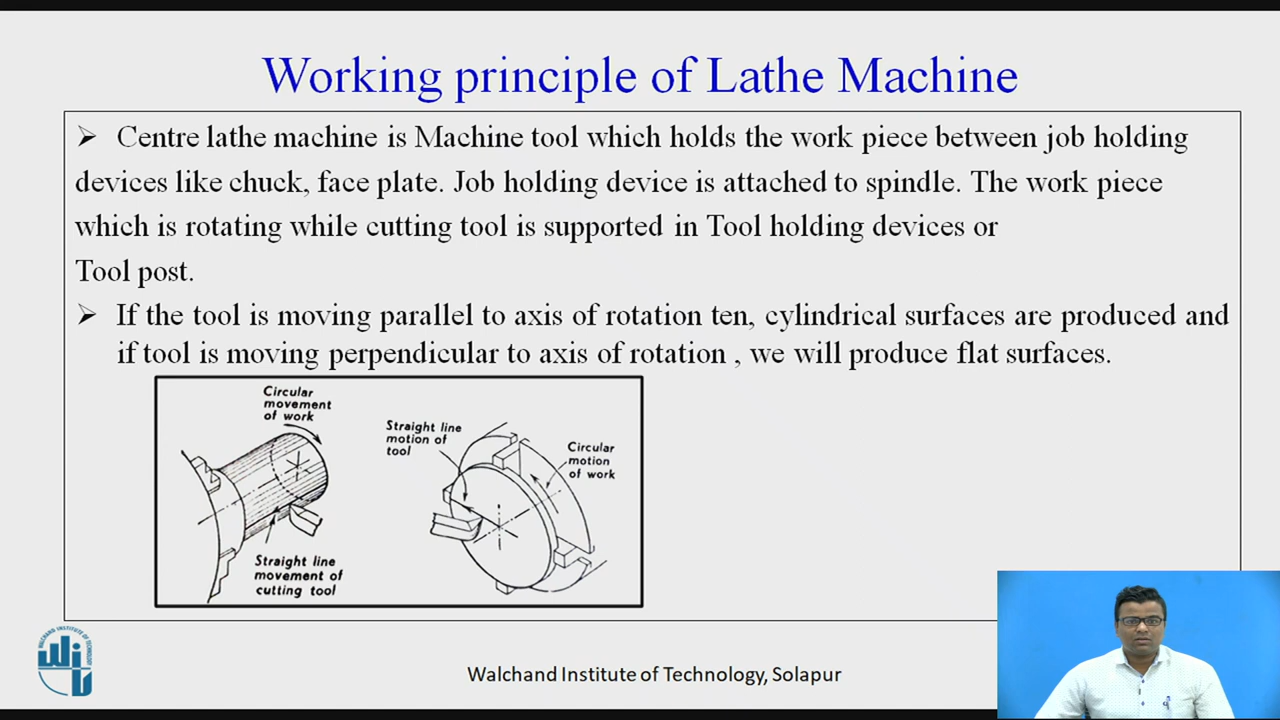 Working principle of Lathe Machine
➢ Centre lathe machine is Machine tool which holds the work piece between job holding
devices like chuck, face plate. Job holding device is attached to spindle. The work piece
which is rotating while cutting tool is supported in Tool holding devices or
Tool post.
➢ If the tool is moving parallel to axis of rotation ten, cylindrical surfaces are produced and
if tool is moving perpendicular to axis of rotation , we will produce flat surfaces.
Circular
movement
of work
Straight line
motion of
tool
Circular
motion
of work
Straight line
movement of
cutting tool
WALCHAND INSTITUTE OF TECHNOLOGY
WIT
Walchand Institute of Technology, Solapur